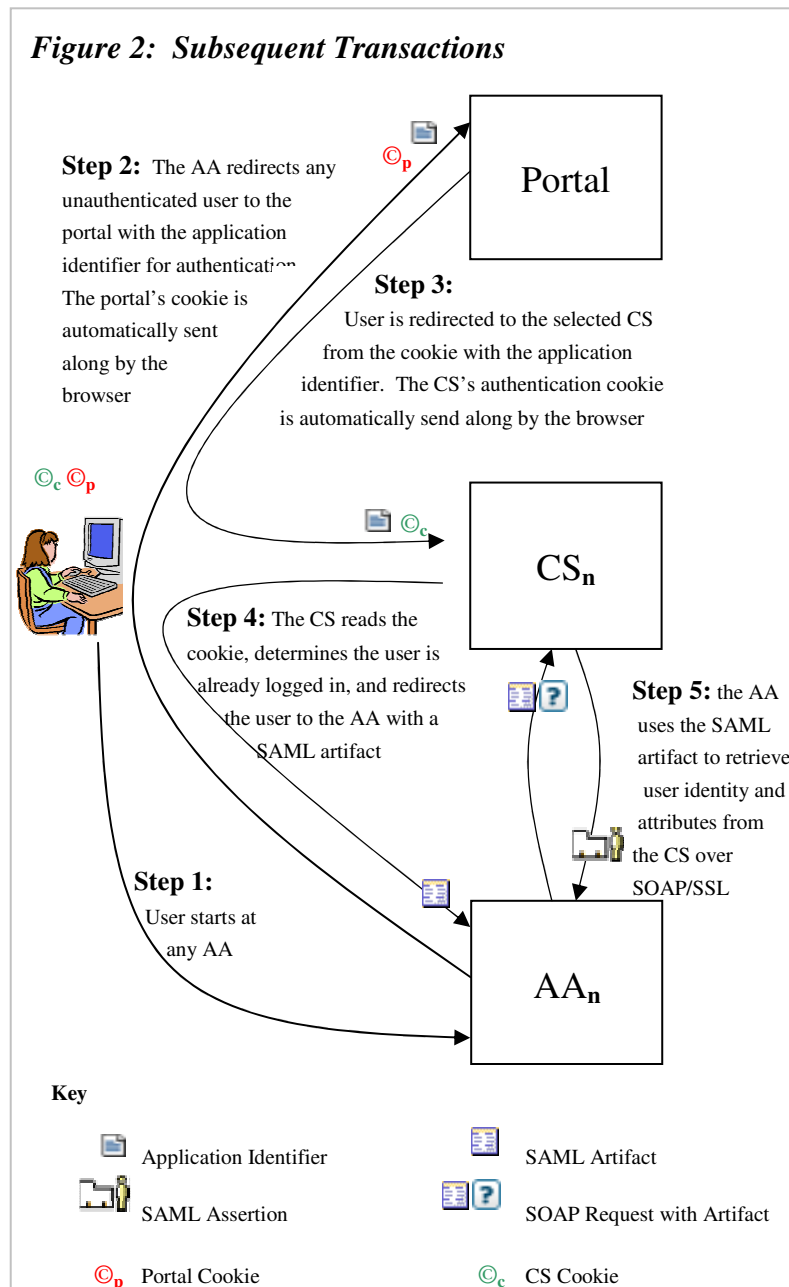 Figure 2:  Subsequent Transactions
©p
Portal
Step 2: The AA redirects any
unauthenticated user to the
portal with the application
identifier for authentication.
The portal's cookie is
automatically sent
along by the
browser
Step 3:
User is redirected to the selected CS
from the cookie with the application
identifier.  The CS's authentication cookie
is automatically send along by the browser
©c ©p
©c
CSn
Step 4: The CS reads the
cookie, determines the user is
already logged in, and redirects
the user to the AA with a
SAML artifact
Step 5: the AA
uses the SAML
artifact to retrieve
user identity and
attributes from
the CS over
SOAP/SSL
?
Step 1:
User starts at
any AA
AAn
Key
Application Identifier
SAML Artifact
SAML Assertion
? SOAP Request with Artifact
©p Portal Cookie
©c CS Cookie